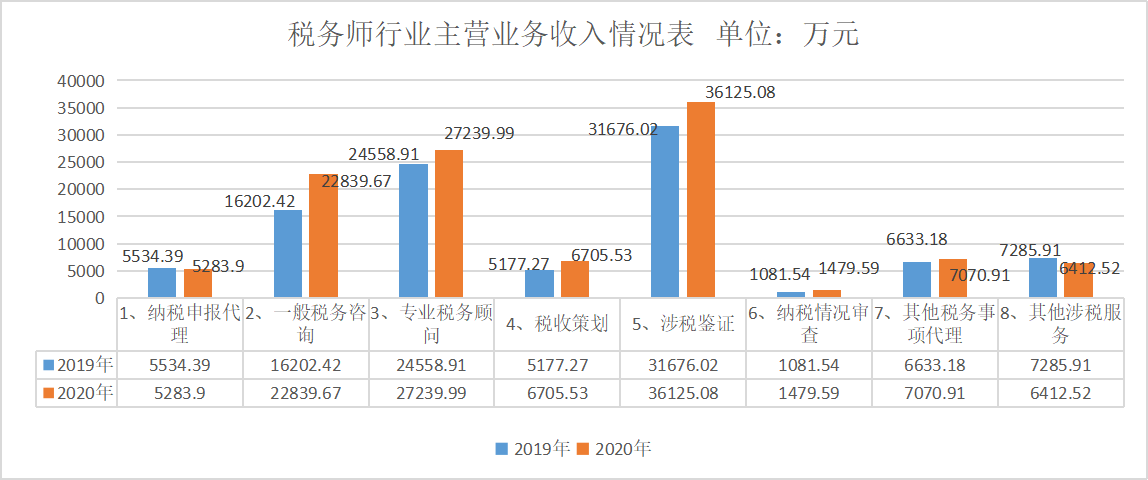 税务师行业主营业务收入情况表 单位：万元
40000
35000
30000
25000
20000
15000
10000
5000
0
5534.39
5283.9
16202.42
22839.67
24558.91
27239.99
5177.27
6705.53
31676.02
36125.08
1081.54
1479.59
6633.18
7070.91
7285.91
6412.52
1、纳税申报代理
2、一般税务咨询
3、专业税务顾问
4、税收策划
5、涉税鉴证
6、纳税情况审查
7、其他税务事项代理
8、其他涉税服务
2019年 5534.39 16202.42 24558.91 5177.27 31676.02 1081.54 6633.18 7285.91
2020年 5283.9 22839.67 27239.99 6705.53 36125.08 1479.59 7070.91 6412.52
2019年 2020年